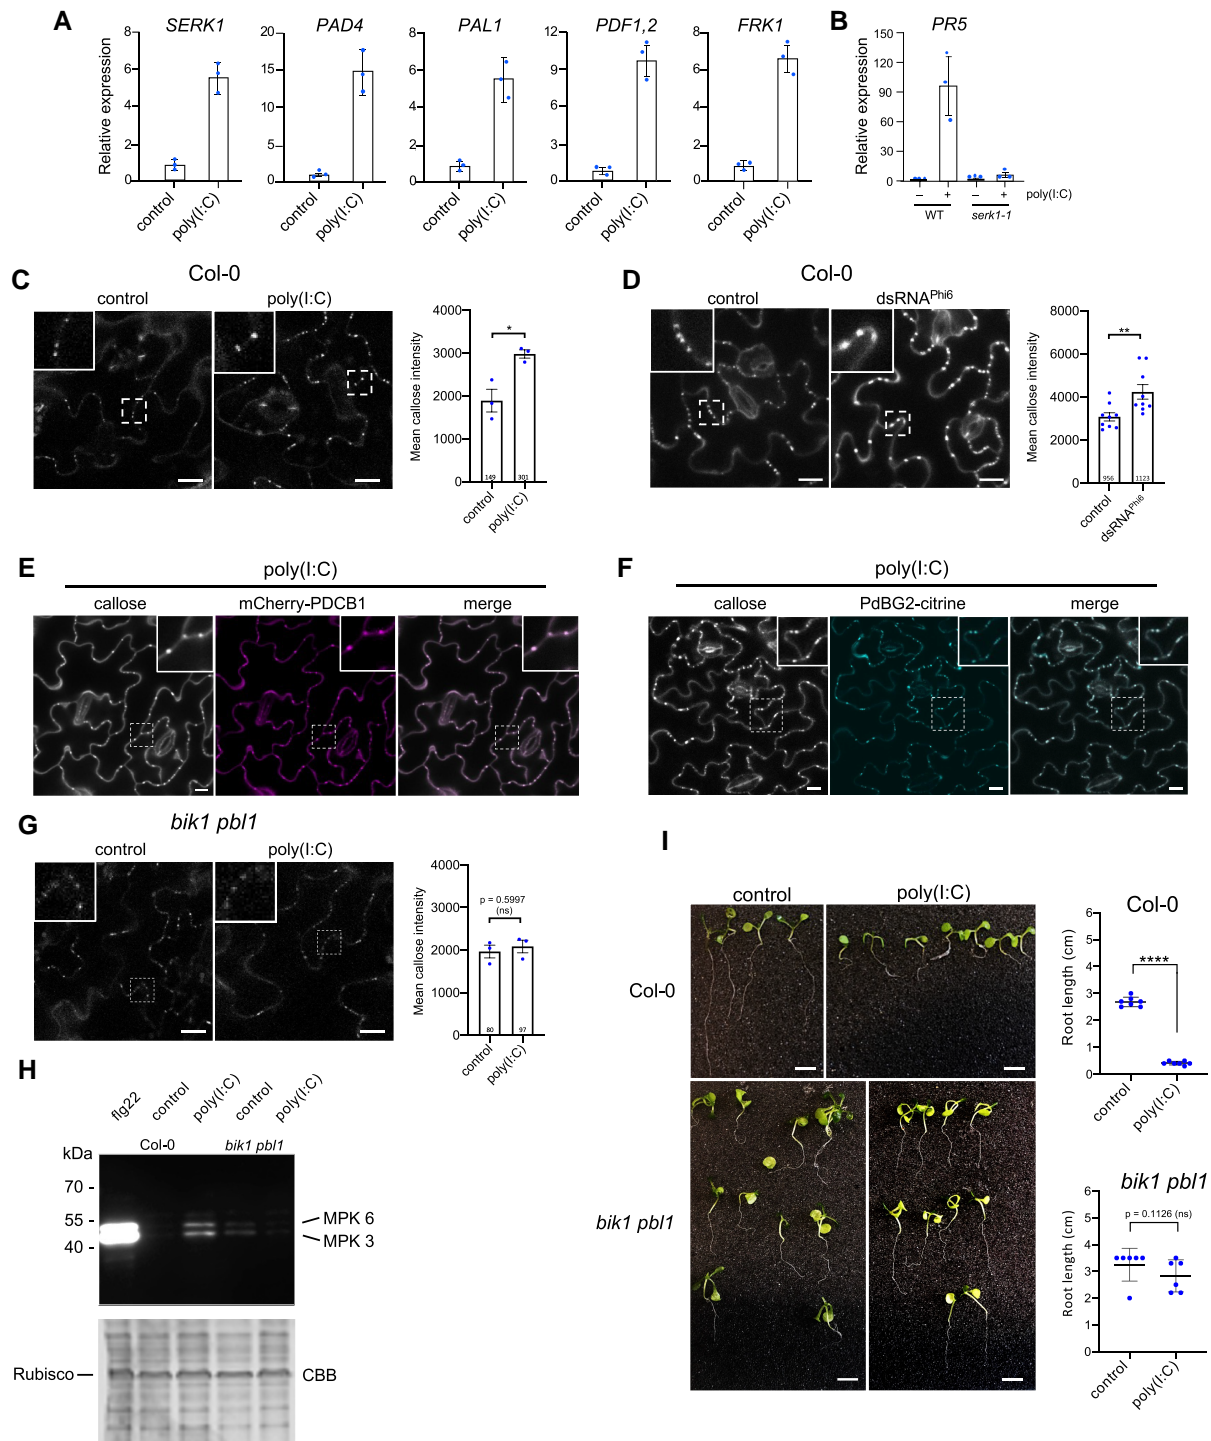 A
SERK1
PAD4
PAL1
PDF1,2
FRK1
Relative expression
8
6
4
2
0
20
15
10
5
0
8
6
4
2
0
12
9
6
3
0
8
6
4
2
0
control
poly(I:C)
control
poly(I:C)
control
poly(I:C)
control
poly(I:C)
control
poly(I:C)
B
PR5
Relative expression
150
120
90
60
30
0
– + – + poly(I:C)
WT serk1-1
C
Col-0
control poly(I:C)
Mean callose intensity
4000
3000
2000
1000
0
*
149 301
control
poly(I:C)
D
Col-0
control dsRNAPhi6
Mean callose intensity
8000
6000
4000
2000
0
**
956 1123
control
dsRNAPhi6
E
poly(I:C)
callose mCherry-PDCB1 merge
F
poly(I:C)
callose PdBG2-citrine merge
G
bik1 pbl1
control poly(I:C)
Mean callose intensity
4000
3000
2000
1000
0
p = 0.5997
(ns)
80 97
control
poly(I:C)
H
flg22
control
poly(I:C)
control
poly(I:C)
Col-0 bik1 pbl1
kDa
70 -
55 -
40 -
MPK 6
MPK 3
Rubisco
CBB
I
control poly(I:C)
Col-0
bik1 pbl1
Col-0
Root length (cm)
6
5
4
3
2
1
0
****
control
poly(I:C)
bik1 pbl1
Root length (cm)
6
5
4
3
2
1
0
p = 0.1126 (ns)
control
poly(I:C)